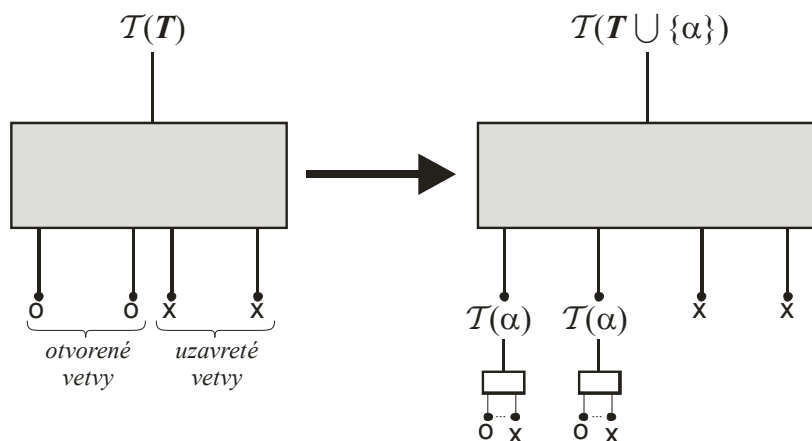 𝒯(T)
𝒯(T ∪ {α})
o o x x
otvorené vetvy
uzavreté vetvy
x x
𝒯(α) 𝒯(α)
o x o x